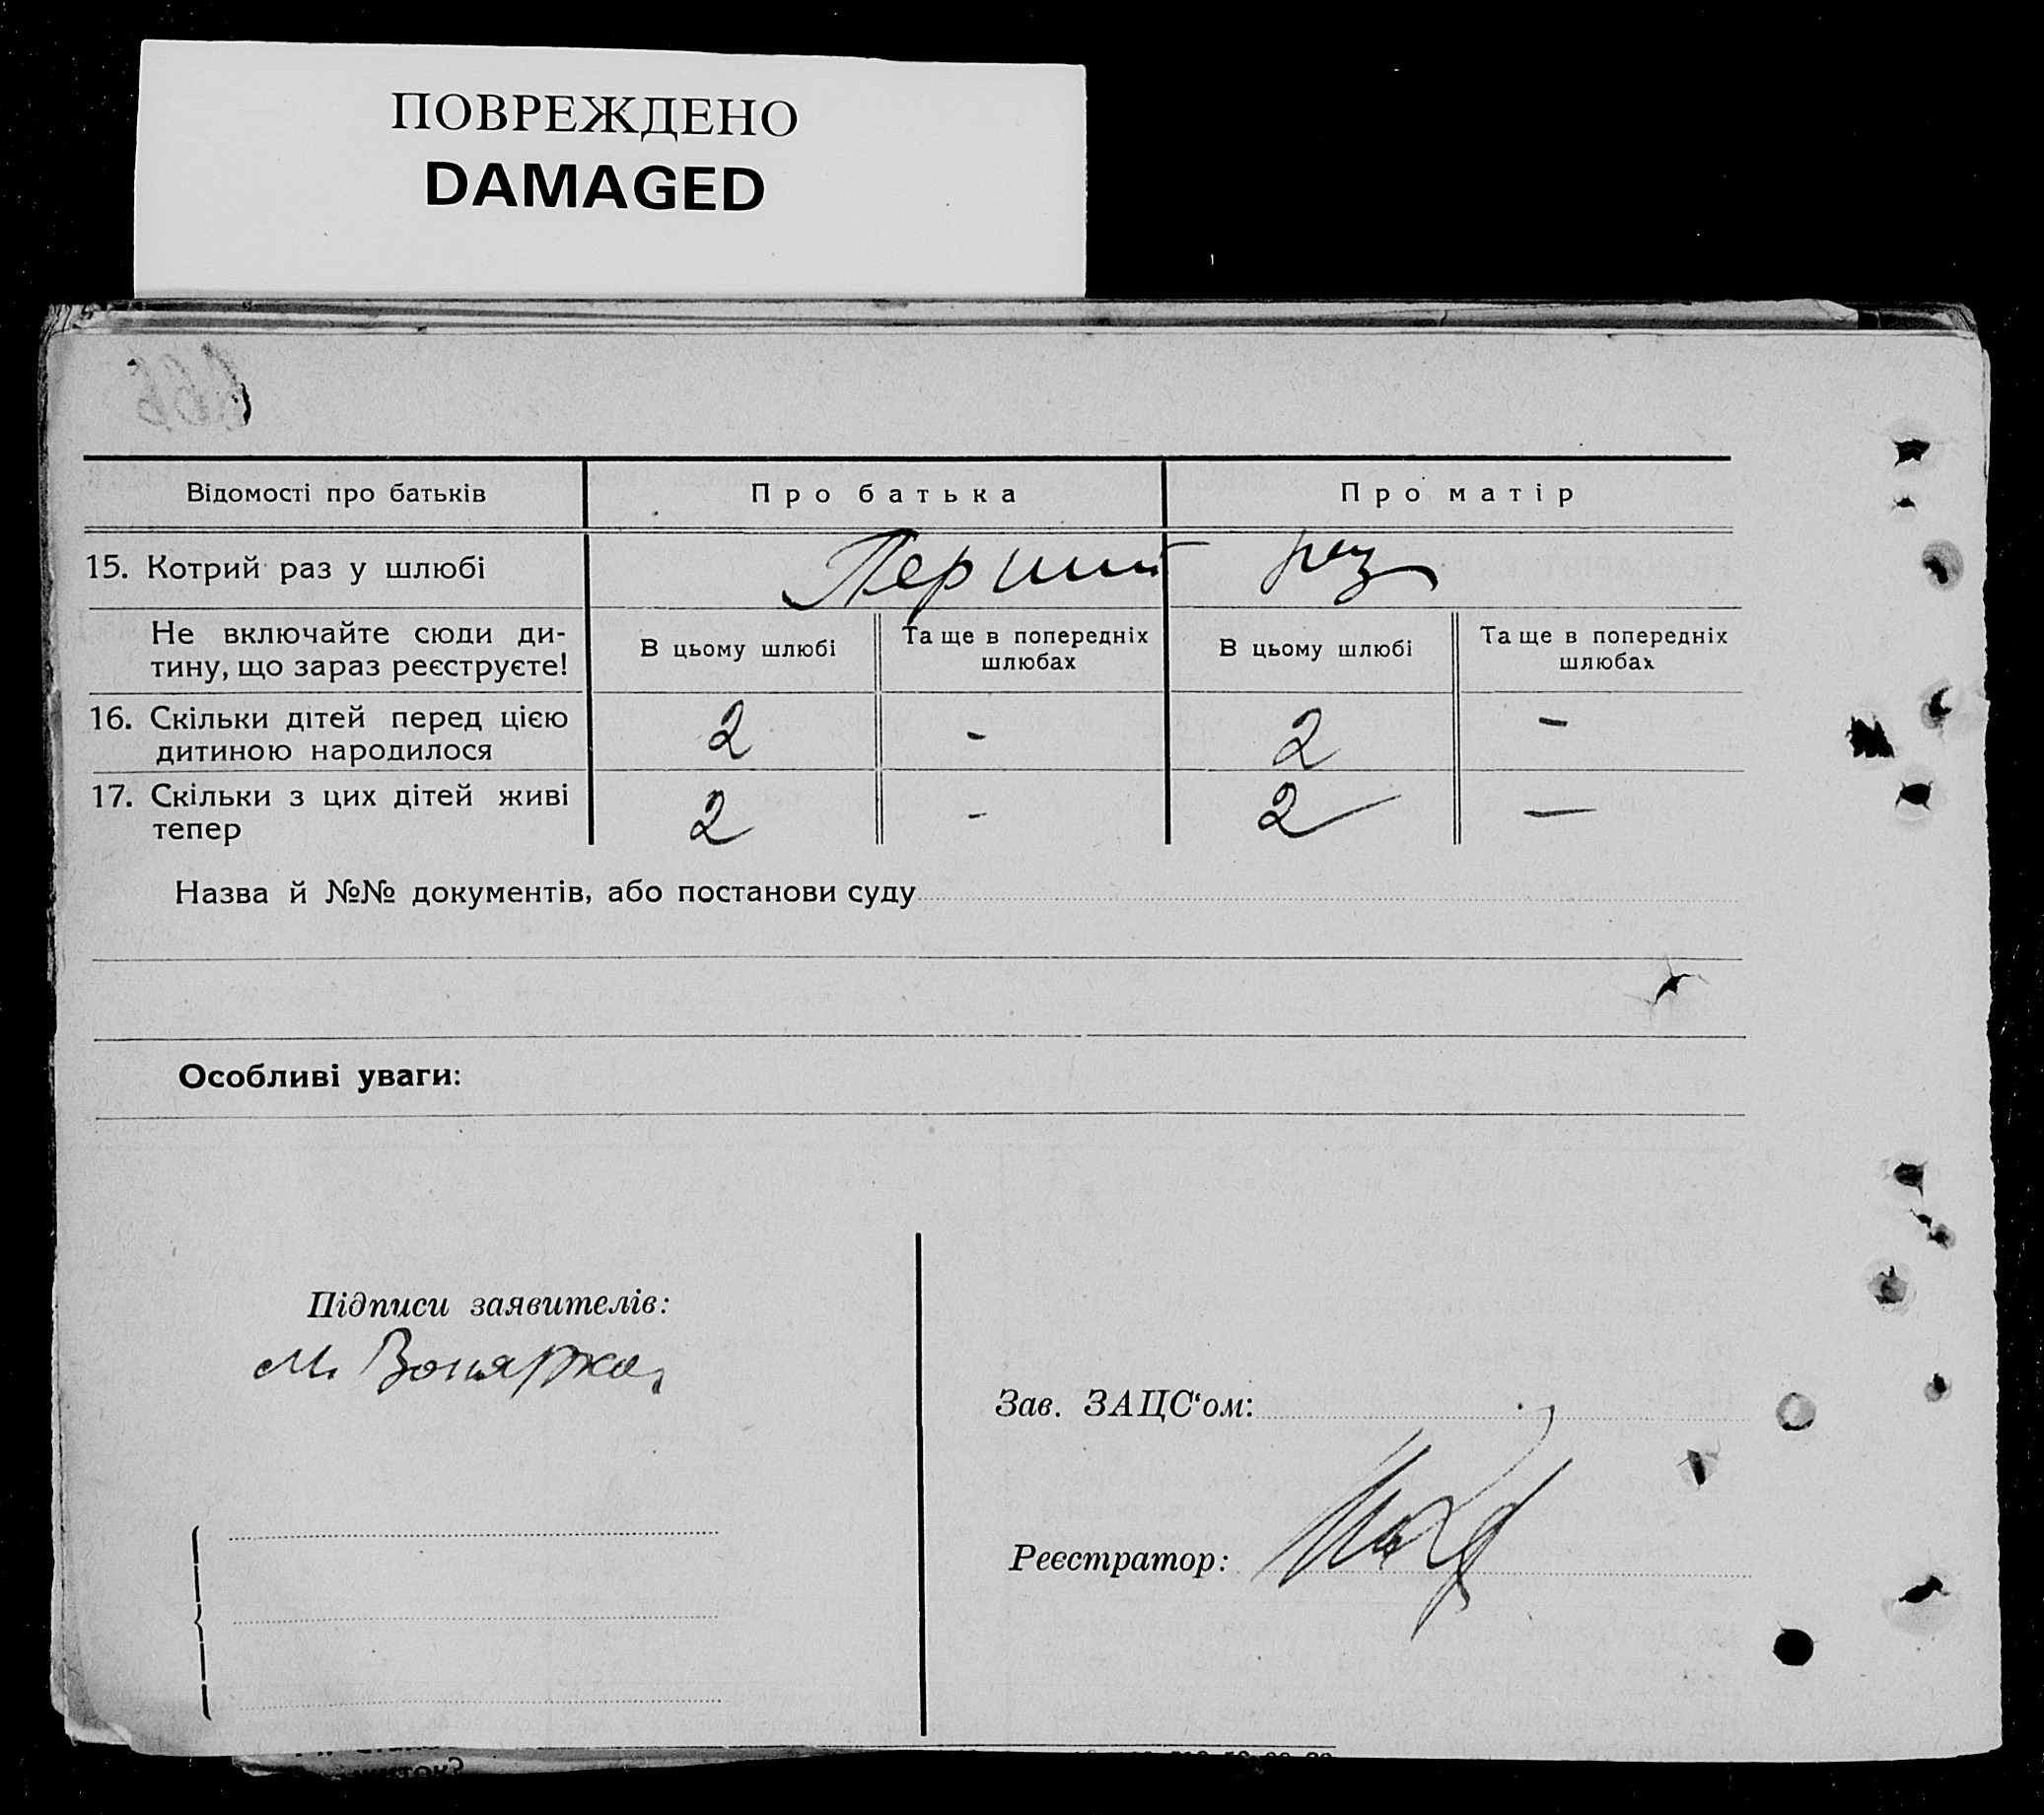 ПОВРЕЖДЕНО
DAMAGED
Відомості про батьків
Про батька
Про матір
15. Котрий раз у шлюбі
Перший раз
Не включайте сюди ди-
тину, що зараз реєструєте!
В цьому шлюбі
Та ще в попередніх
шлюбах
В цьому шлюбі
Та ще в попередніх
шлюбах
16. Скільки дітей перед цією
дитиною народилося
2
-
2
-
17. Скільки з цих дітей живі
тепер
2
-
2
—
Назва й №№ документів, або постанови суду
Особливі уваги:
Підписи заявителів:
М.
Зав. ЗАЦС‘ом:
Реєстратор: